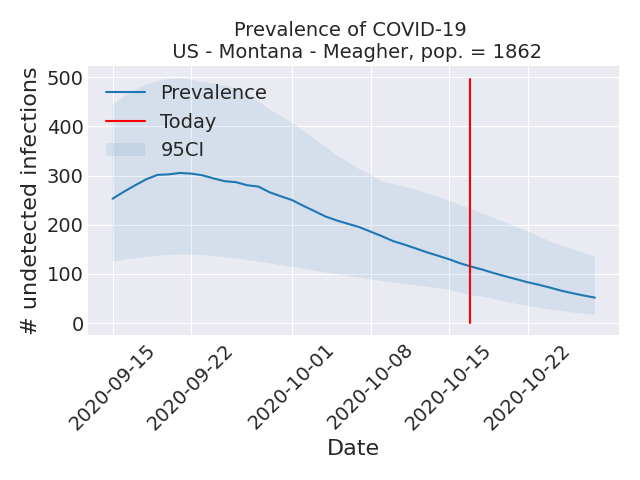 Prevalence of COVID-19
US - Montana - Meagher, pop. = 1862
# undetected infections
500
400
300
200
100
0
Prevalence
Today
95CI
2020-09-15
2020-09-22
2020-10-01
2020-10-08
2020-10-15
2020-10-22
Date